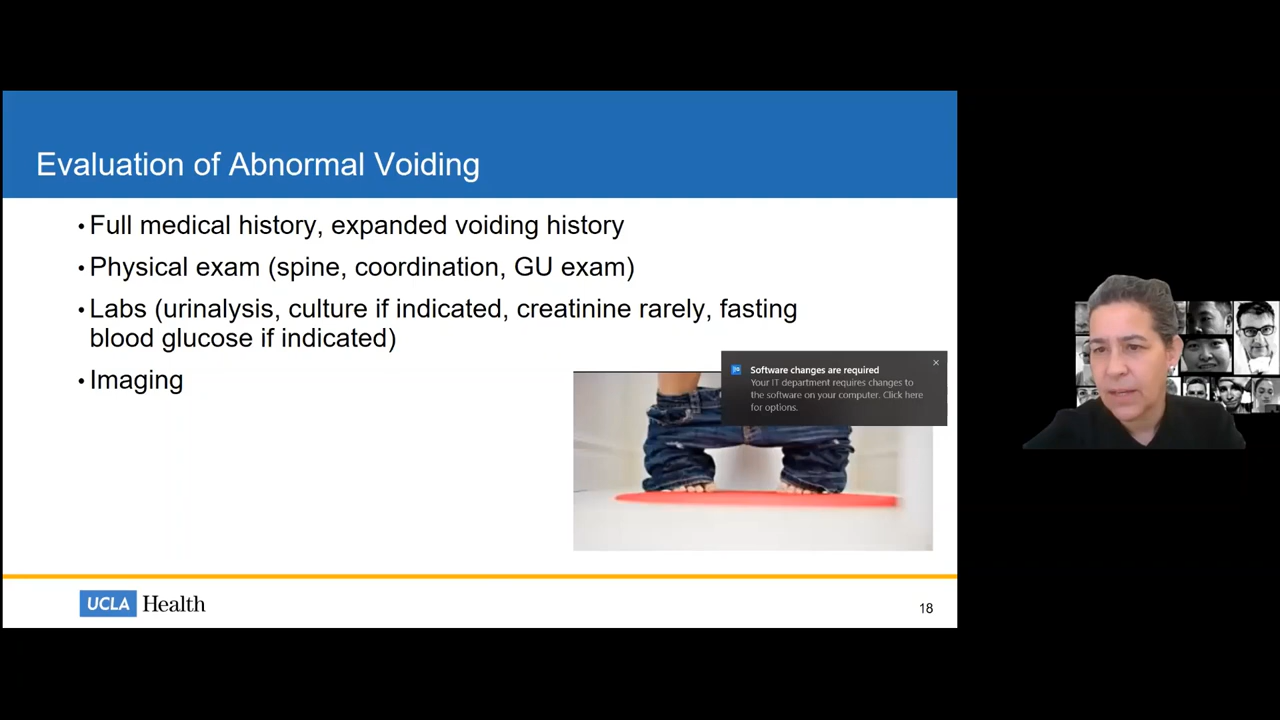 Evaluation of Abnormal Voiding
• Full medical history, expanded voiding history
• Physical exam (spine, coordination, GU exam)
• Labs (urinalysis, culture if indicated, creatinine rarely, fasting
blood glucose if indicated)
• Imaging
Software changes are required
Your IT department requires changes to
the software on your computer. Click here
for options.
UCLA Health
18